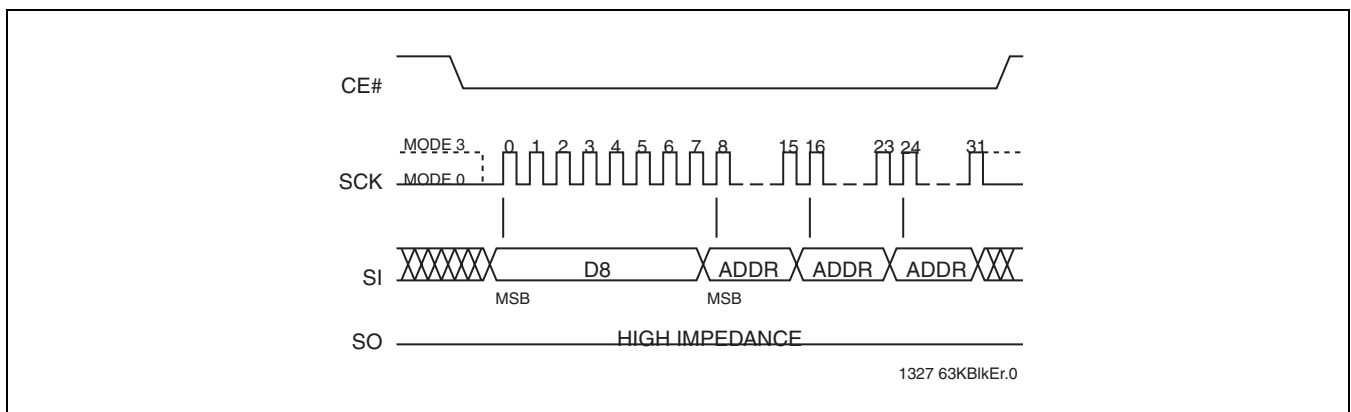 CE#
MODE 3 0 1 2 3 4 5 6 7 8 15 16 23 24 31
SCK MODE 0
SI D8 ADDR ADDR ADDR
MSB MSB
SO HIGH IMPEDANCE
1327 63KBlkEr.0